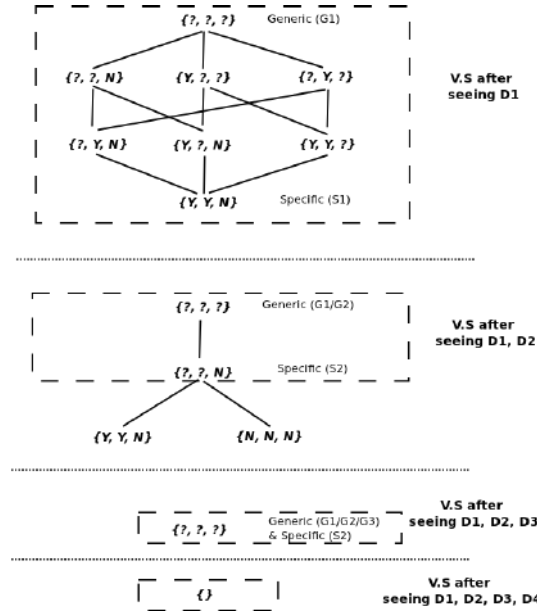 {?, ?, ?} Generic (G1)
{?, ?, N} {Y, ?, ?} {?, Y, ?}
V.S after
seeing D1
{?, Y, N} {Y, ?, N} {Y, Y, ?}
{Y, Y, N} Specific (S1)
{?, ?, ?} Generic (G1/G2)
V.S after
seeing D1, D2
{?, ?, N} Specific (S2)
{Y, Y, N} {N, N, N}
V.S after
seeing D1, D2, D3
{?, ?, ?} Generic (G1/G2/G3)
& Specific (S2)
V.S after
seeing D1, D2, D3, D4
{}